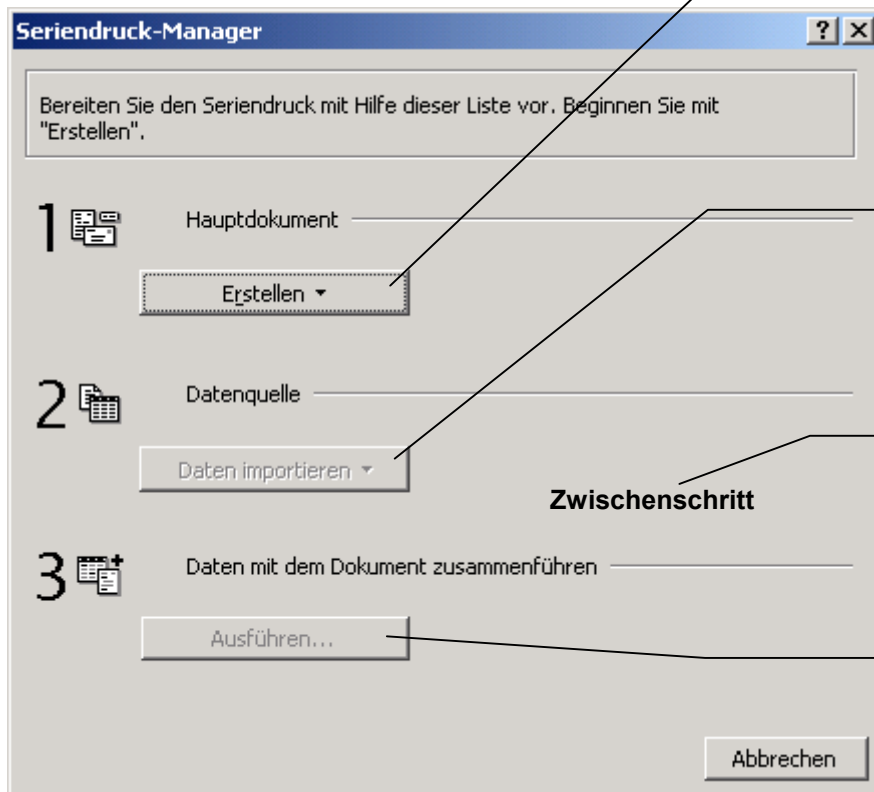 Seriendruck-Manager
Bereiten Sie den Seriendruck mit Hilfe dieser Liste vor. Beginnen Sie mit
"Erstellen".
1 Hauptdokument
Erstellen
2 Datenquelle
Daten importieren
Zwischenschritt
3 Daten mit dem Dokument zusammenführen
Ausführen...
Abbrechen